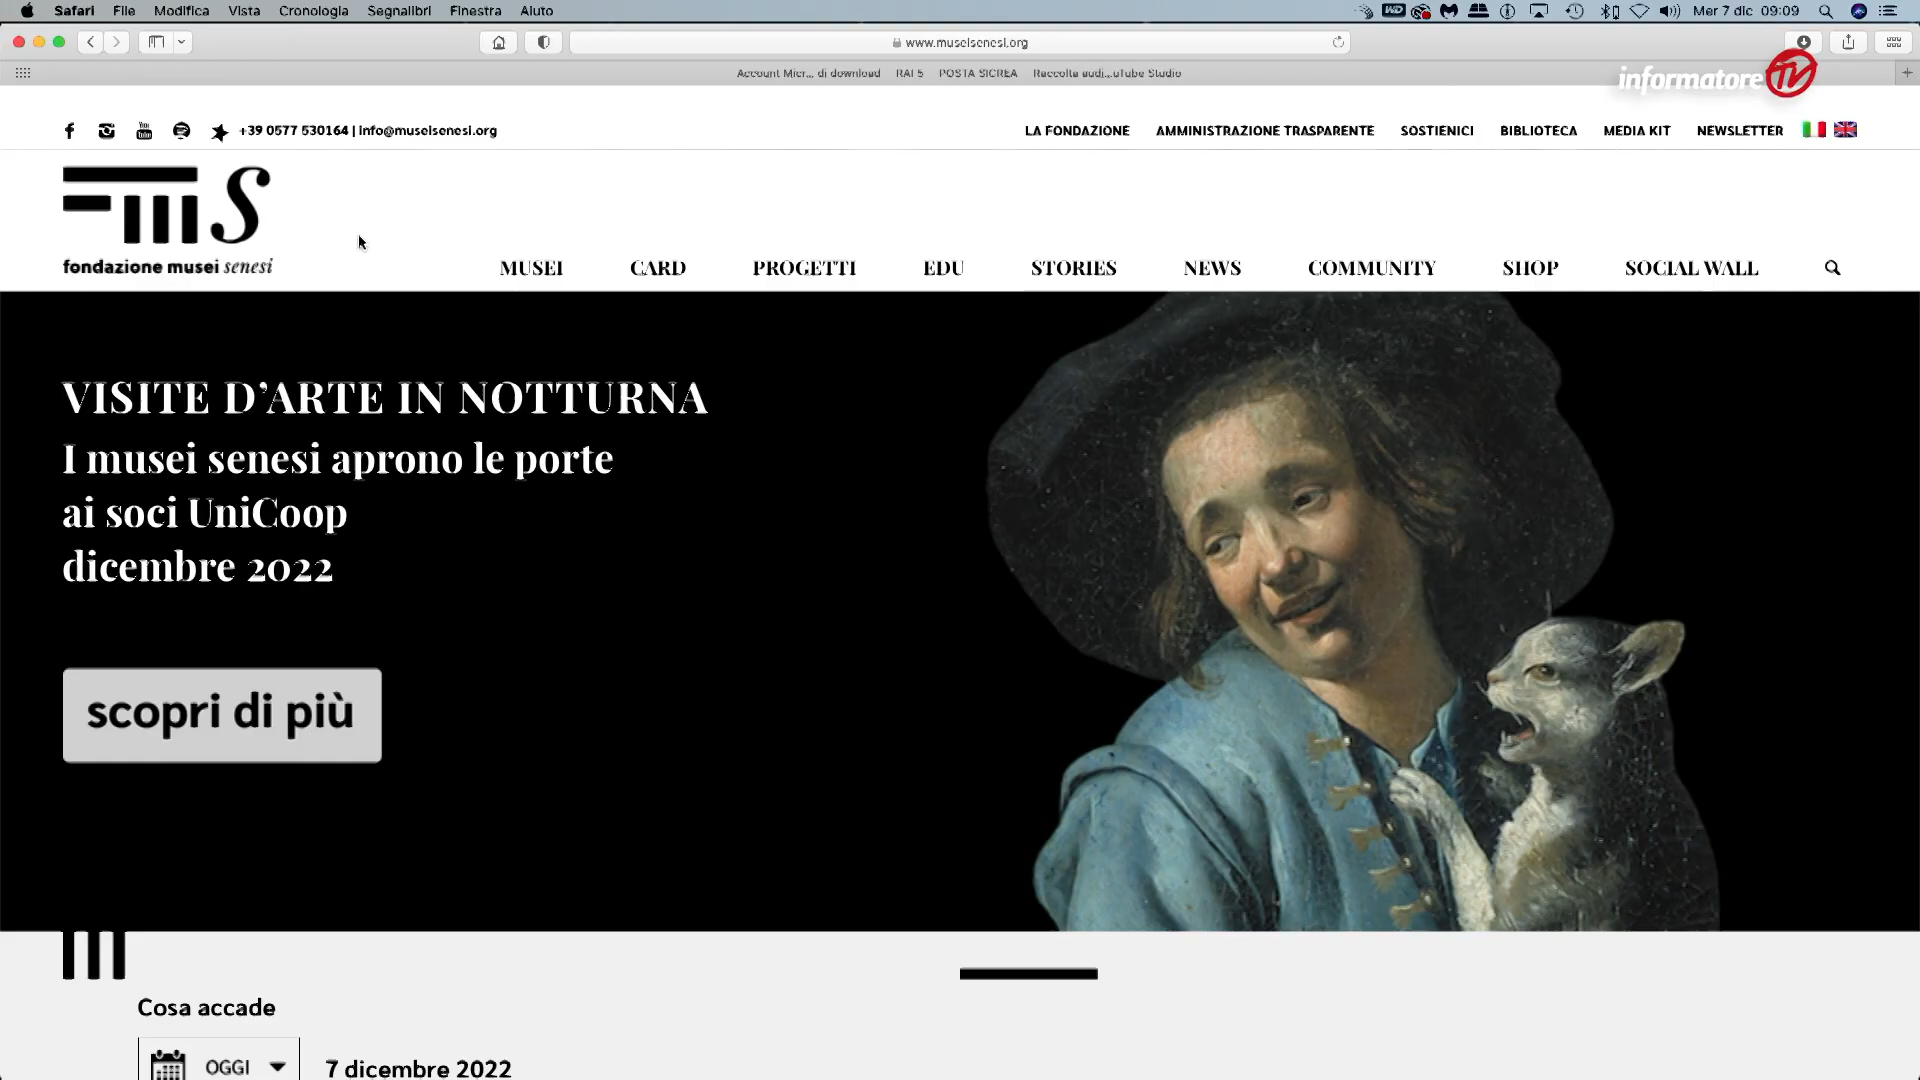 Safari File Modifica Vista Cronologia Segnalibri Finestra Aiuto
Mer 7 dic 09:09
www.museisenesi.org
Account Micr... di download RAI 5 POSTA SICREA Raccolta audi...uTube Studio
informatore TV
+39 0577 530164 | info@museisenesi.org
LA FONDAZIONE AMMINISTRAZIONE TRASPARENTE SOSTIENICI BIBLIOTECA MEDIA KIT NEWSLETTER
fmS
fondazione musei senesi
MUSEI CARD PROGETTI EDU STORIES NEWS COMMUNITY SHOP SOCIAL WALL
VISITE D'ARTE IN NOTTURNA
I musei senesi aprono le porte
ai soci UniCoop
dicembre 2022
scopri di più
Cosa accade
OGGI 7 dicembre 2022